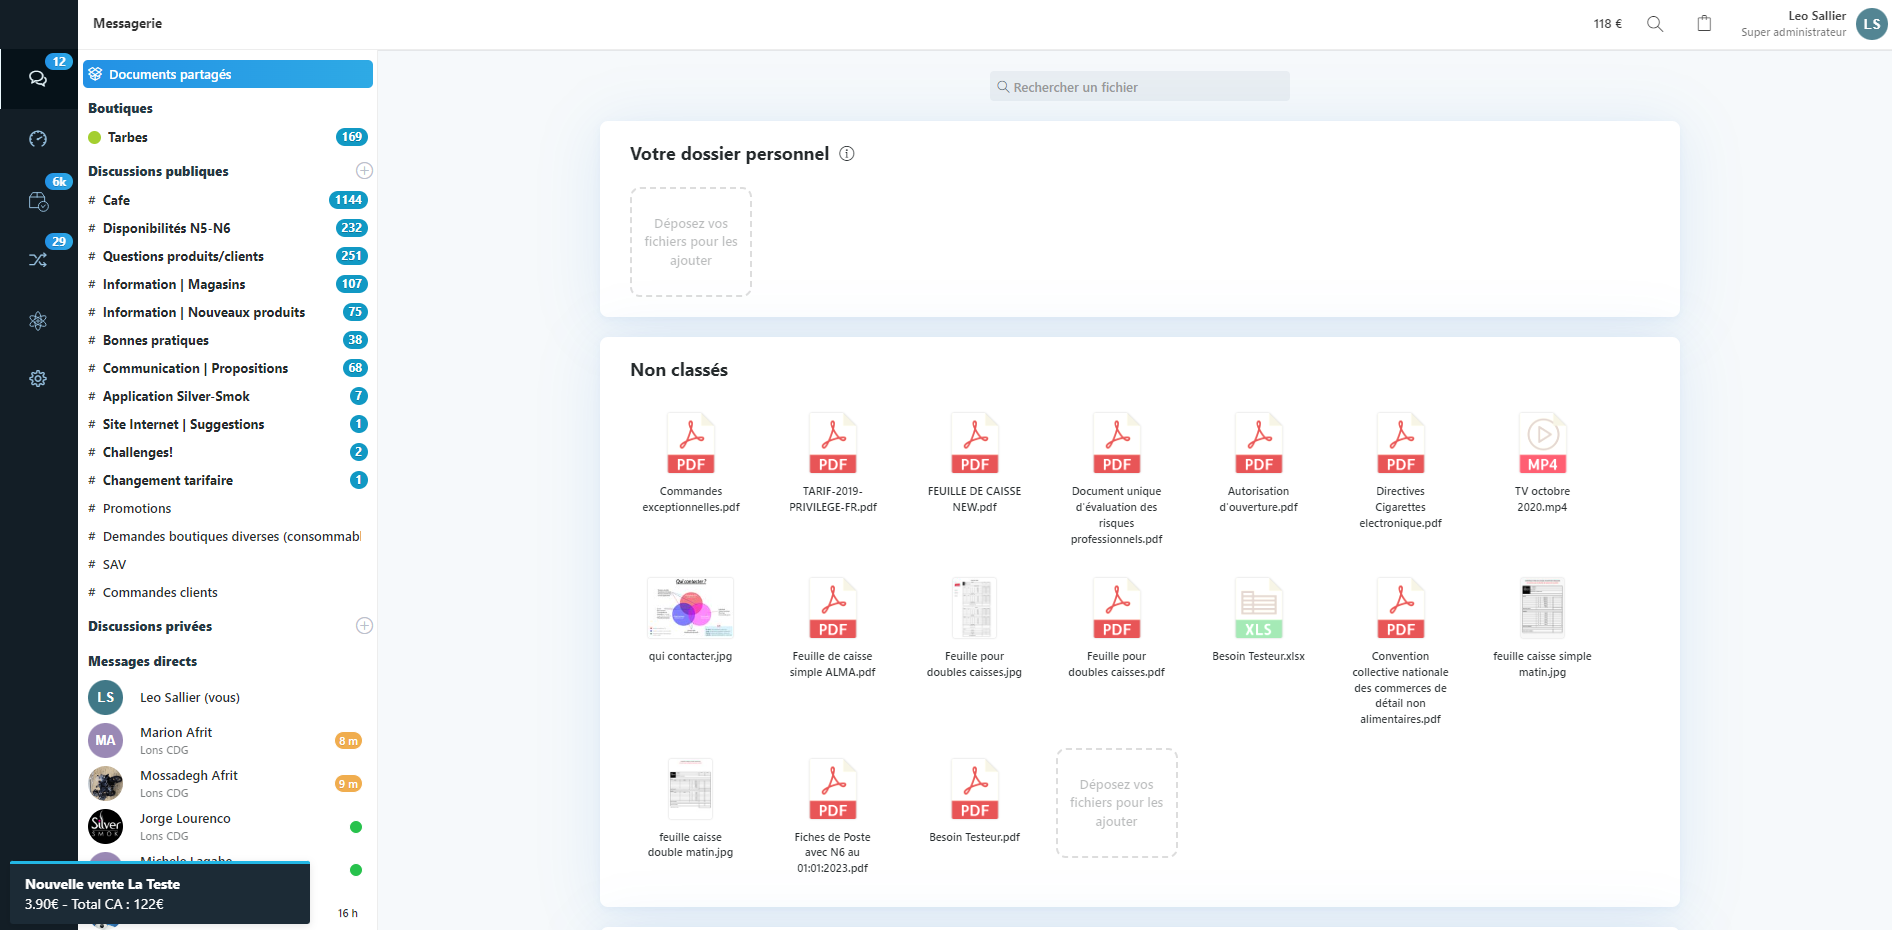 Messagerie
118 €
Leo Sallier
Super administrateur
LS
12
6k
29
Documents partagés
Boutiques
Tarbes 169
Discussions publiques
# Cafe 1144
# Disponibilités N5-N6 232
# Questions produits/clients 251
# Information | Magasins 107
# Information | Nouveaux produits 75
# Bonnes pratiques 38
# Communication | Propositions 68
# Application Silver-Smok 7
# Site Internet | Suggestions 1
# Challenges! 2
# Changement tarifaire 1
# Promotions
# Demandes boutiques diverses (consommabl
# SAV
# Commandes clients
Discussions privées
Messages directs
LS Leo Sallier (vous)
MA Marion Afrit
Lons CDG
8 m
Mossadegh Afrit
Lons CDG
9 m
Silver
SMOK
Jorge Lourenco
Lons CDG
16 h
Nouvelle vente La Teste
3.90€ - Total CA : 122€
Rechercher un fichier
Votre dossier personnel
Déposez vos
fichiers pour les
ajouter
Non classés
PDF
Commandes
exceptionnelles.pdf
PDF
TARIF-2019-
PRIVILEGE-FR.pdf
PDF
FEUILLE DE CAISSE
NEW.pdf
PDF
Document unique
d'évaluation des
risques
professionnels.pdf
PDF
Autorisation
d'ouverture.pdf
PDF
Directives
Cigarettes
electronique.pdf
MP4
TV octobre
2020.mp4
Qui contacter ?
qui contacter.jpg
PDF
Feuille de caisse
simple ALMA.pdf
Feuille pour
doubles caisses.jpg
PDF
Feuille pour
doubles caisses.pdf
XLS
Besoin Testeur.xlsx
PDF
Convention
collective nationale
des commerces de
détail non
alimentaires.pdf
feuille caisse simple
matin.jpg
feuille caisse
double matin.jpg
PDF
Fiches de Poste
avec N6 au
01:01:2023.pdf
PDF
Besoin Testeur.pdf
Déposez vos
fichiers pour les
ajouter